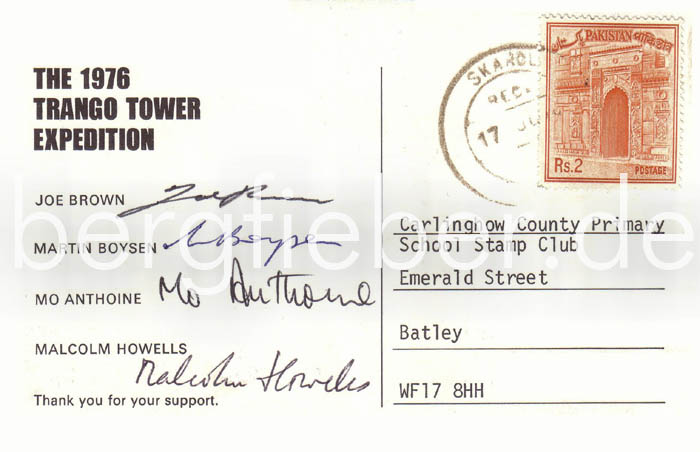 THE 1976
TRANGO TOWER
EXPEDITION
JOE BROWN
MARTIN BOYSEN M Boysen
MO ANTHOINE Mo Anthoine
MALCOLM HOWELLS
Malcolm Howells
Thank you for your support.
پاکستان PAKISTAN পাকিস্তান
Rs.2 POSTAGE
17
Carlinghow County Primary
School Stamp Club
Emerald Street
Batley
WF17 8HH
bergfieber.de